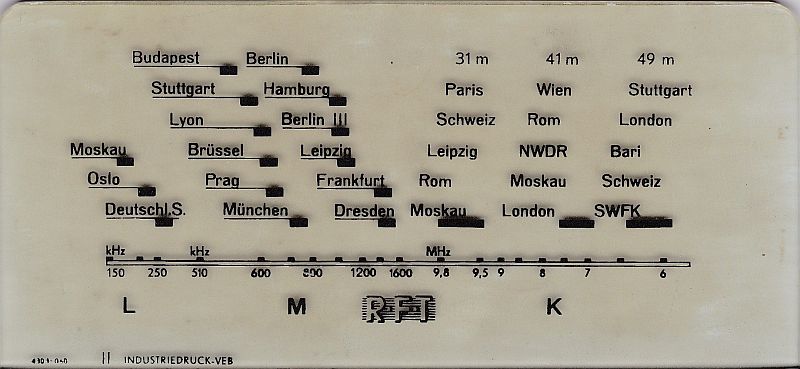 Budapest Berlin 31 m 41 m 49 m
Stuttgart Hamburg Paris Wien Stuttgart
Lyon Berlin III Schweiz Rom London
Moskau Brüssel Leipzig Leipzig NWDR Bari
Oslo Prag Frankfurt Rom Moskau Schweiz
Deutschl.S. München Dresden Moskau London SWFK
kHz kHz MHz
150 250 510 600 800 1200 1600 9,8 9,5 9 8 7 6
L M RFT K
INDUSTRIEDRUCK-VEB